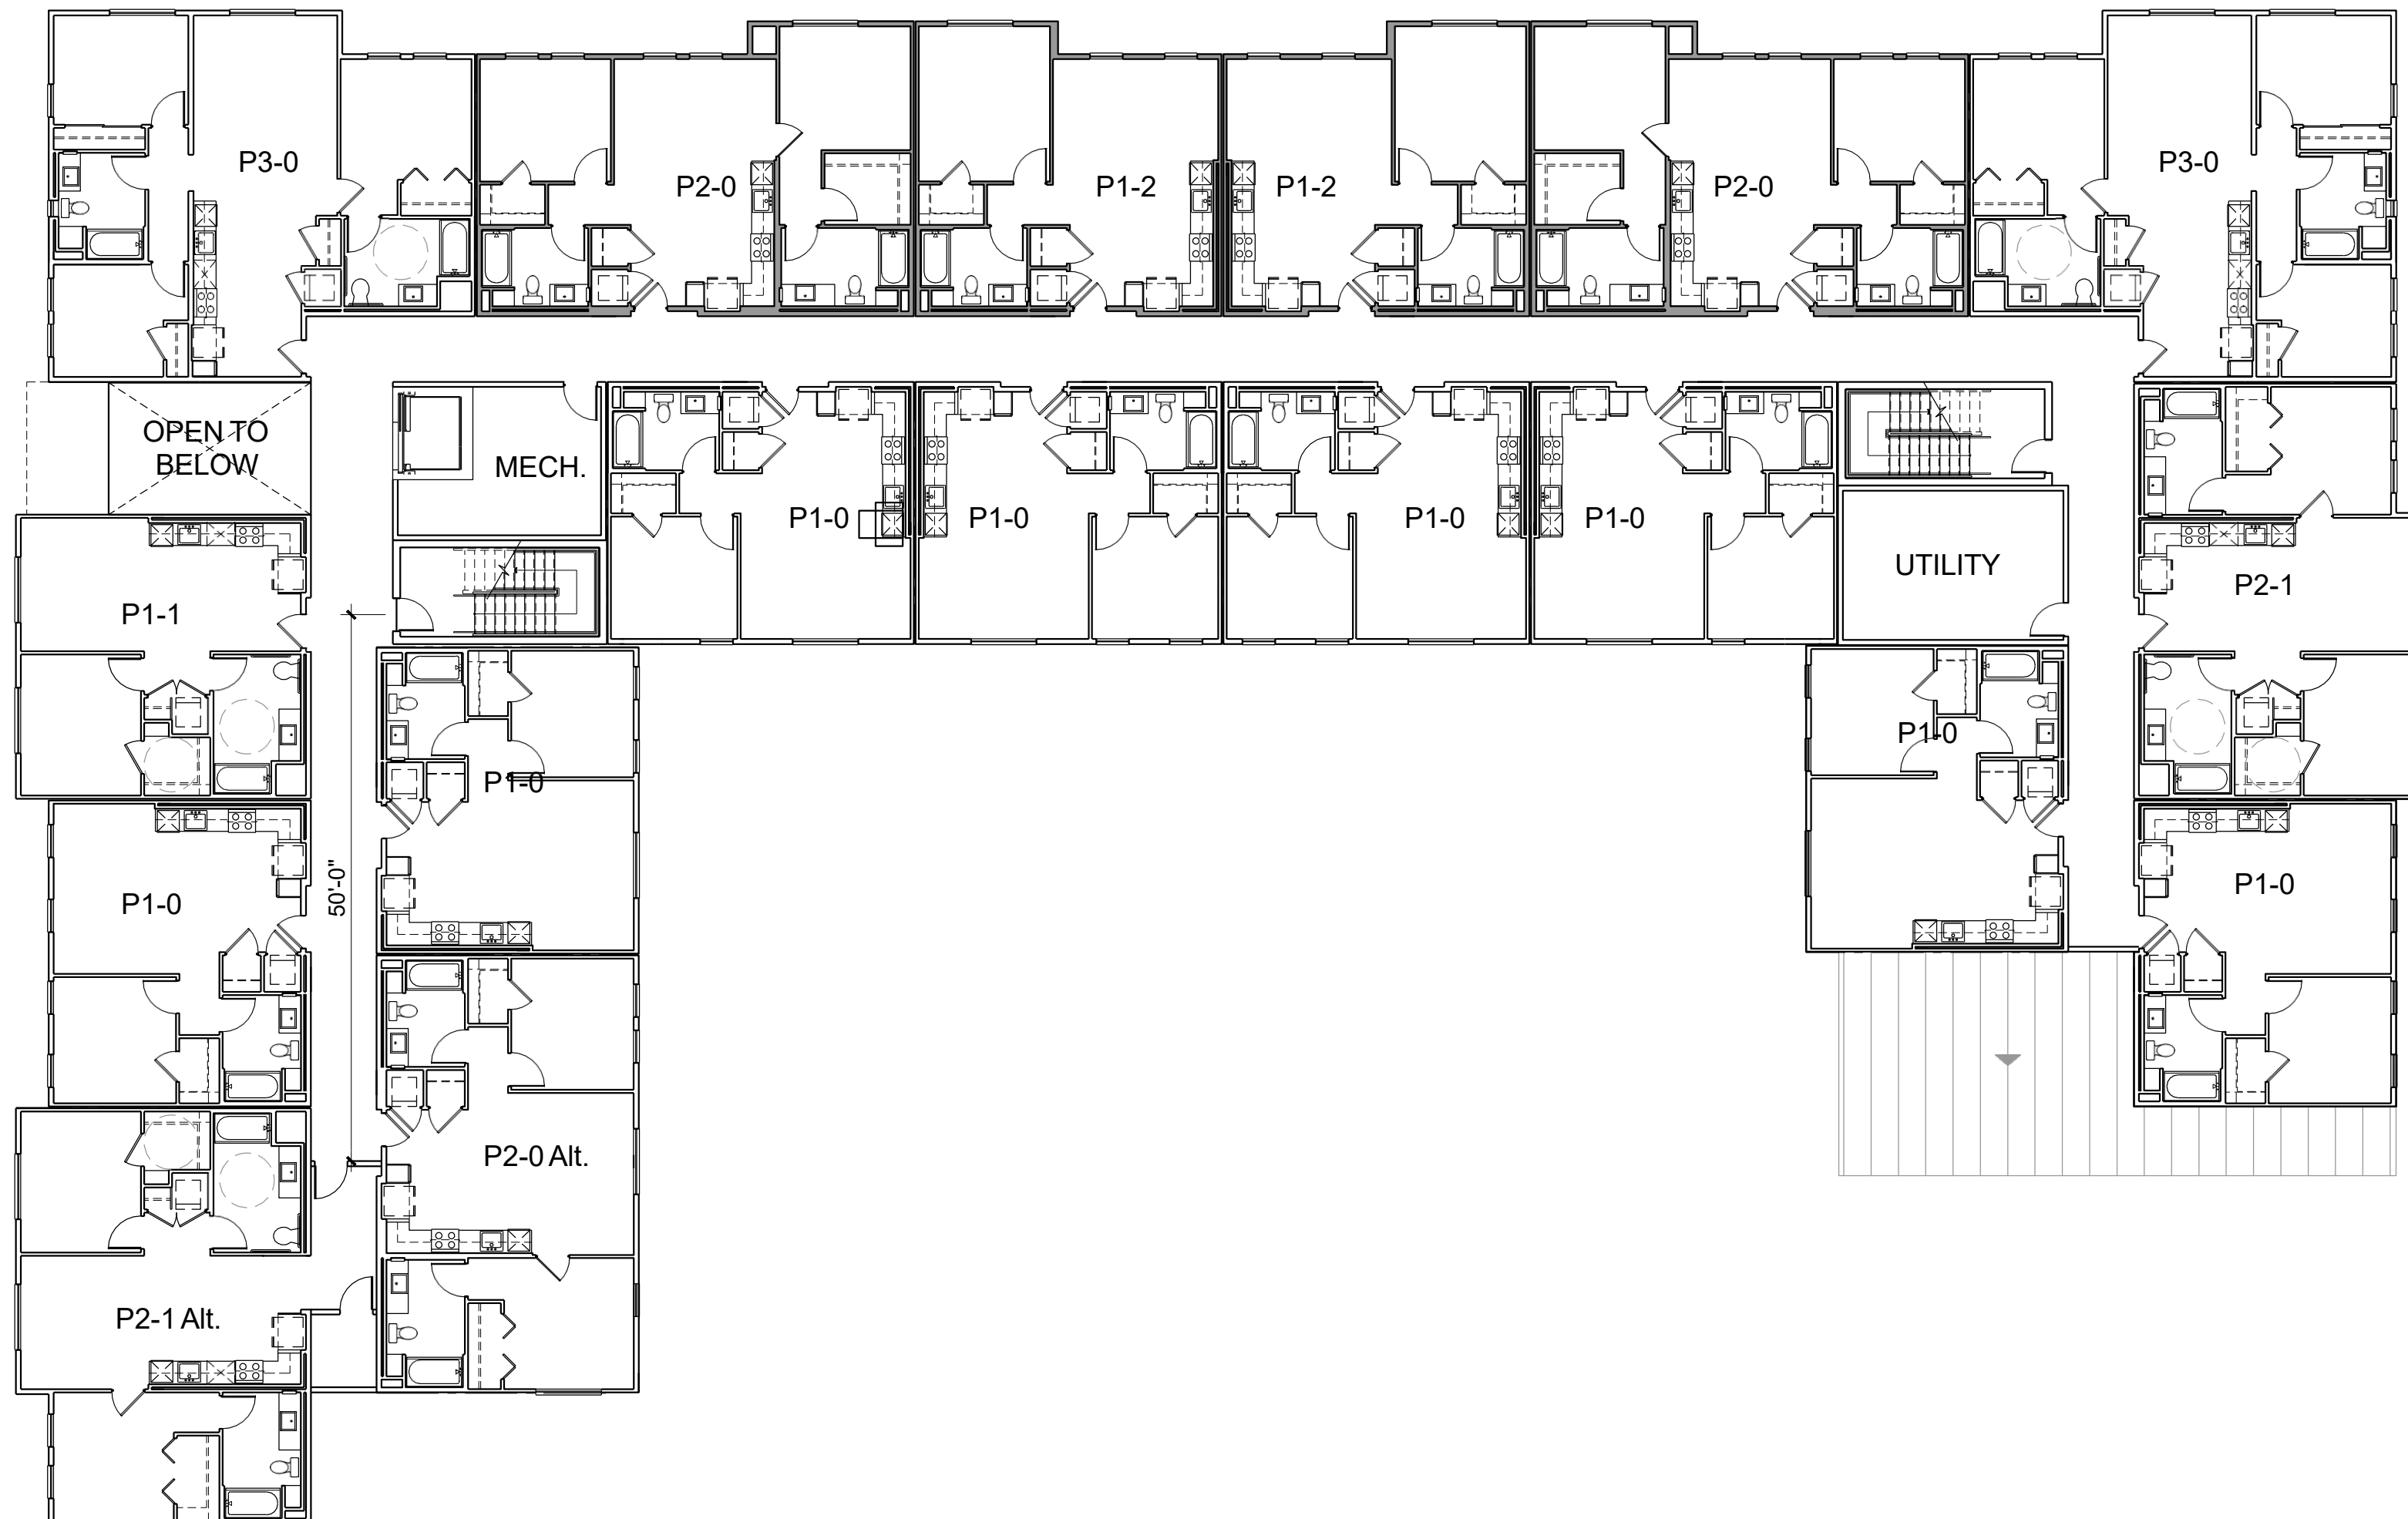 P3-0
P2-0
P1-2
P1-2
P2-0
P3-0
OPEN TO
BELOW
MECH.
P1-0
P1-0
P1-0
P1-0
UTILITY
P2-1
P1-1
P1-0
P1-0
P1-0
P1-0
50'-0"
P2-0 Alt.
P2-1 Alt.